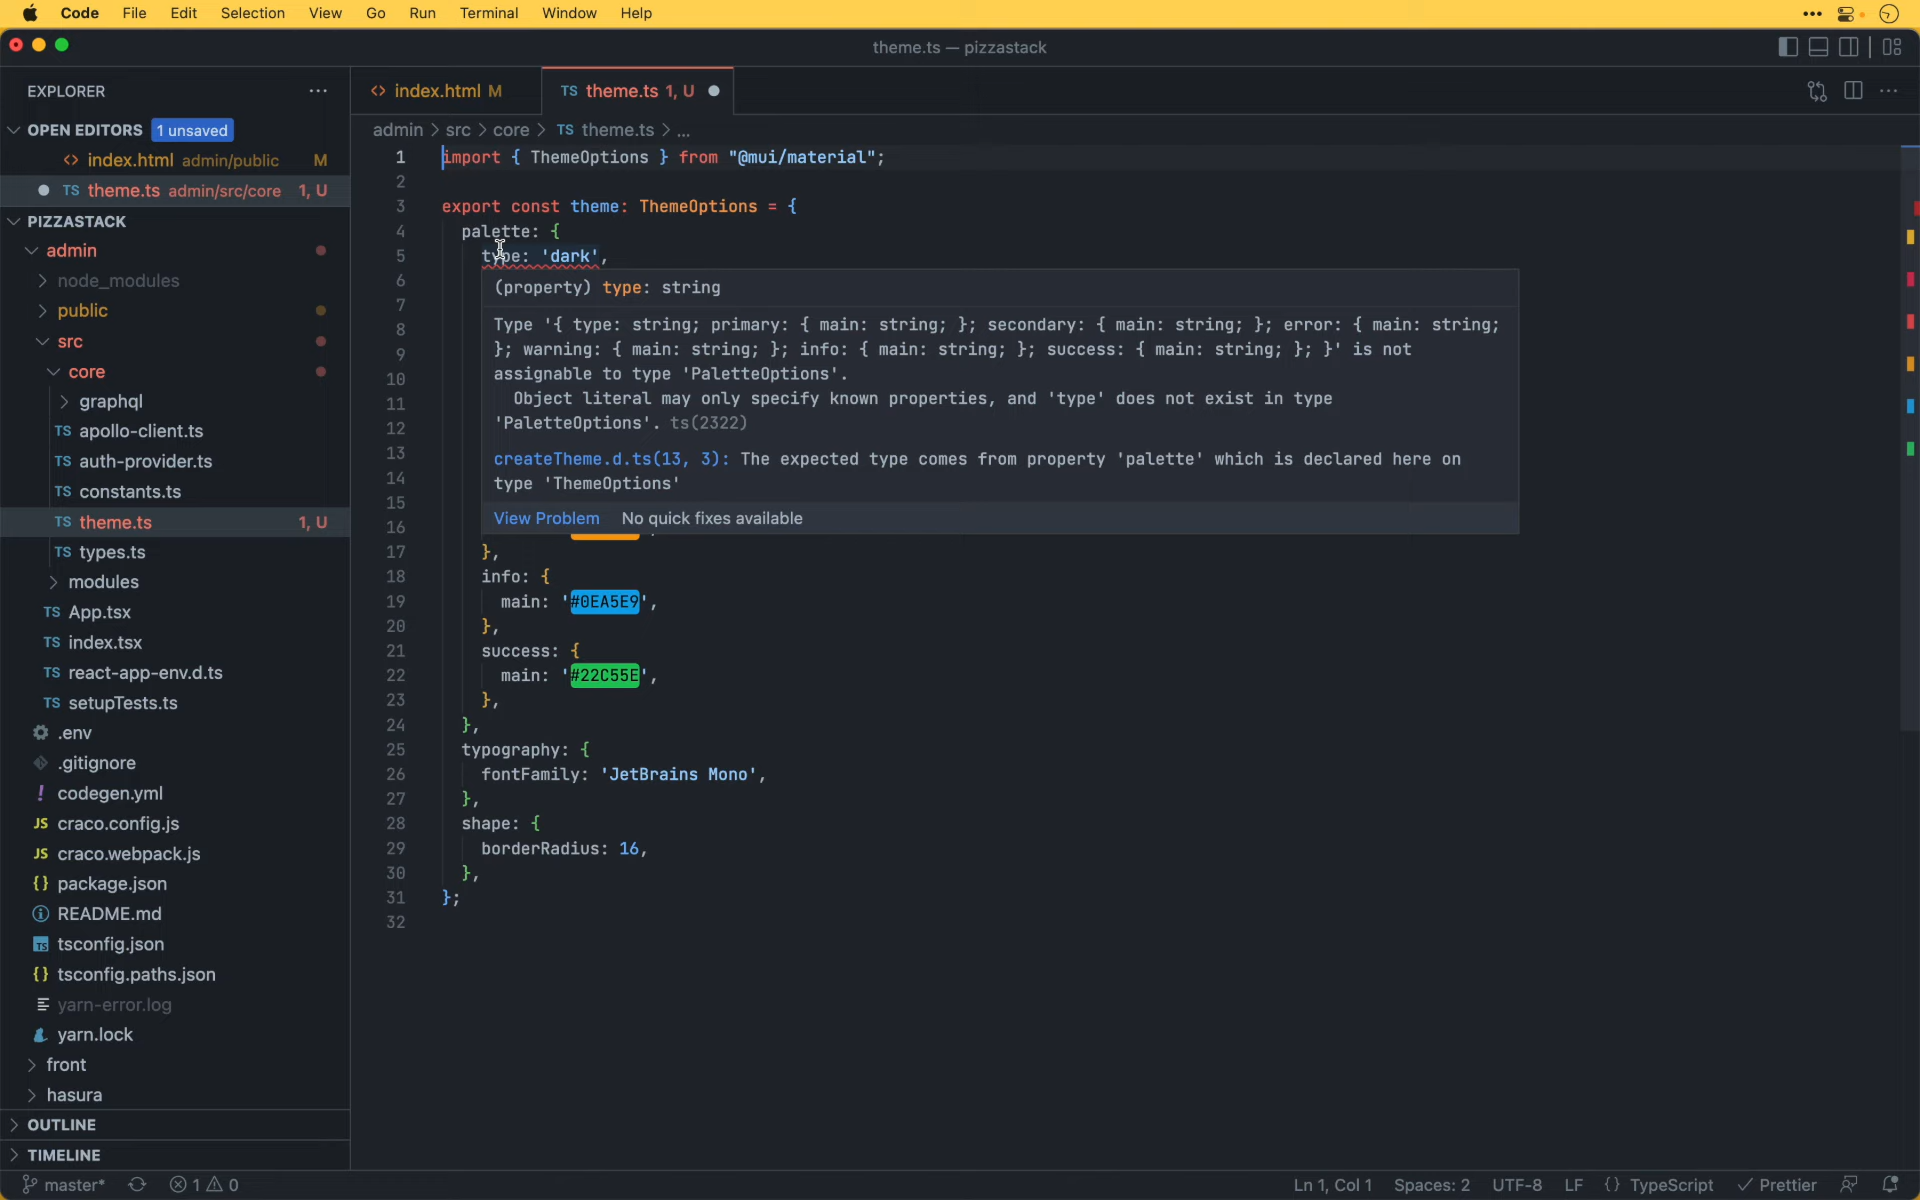 Code File Edit Selection View Go Run Terminal Window Help
theme.ts — pizzastack
EXPLORER
OPEN EDITORS 1 unsaved
index.html admin/public M
TS theme.ts admin/src/core 1, U
PIZZASTACK
admin
node_modules
public
src
core
graphql
TS apollo-client.ts
TS auth-provider.ts
TS constants.ts
TS theme.ts 1, U
TS types.ts
modules
TS App.tsx
TS index.tsx
TS react-app-env.d.ts
TS setupTests.ts
.env
.gitignore
! codegen.yml
JS craco.config.js
JS craco.webpack.js
{} package.json
README.md
TS tsconfig.json
{} tsconfig.paths.json
yarn-error.log
yarn.lock
front
hasura
OUTLINE
TIMELINE
<> index.html M
TS theme.ts 1, U
admin > src > core > TS theme.ts > ...
1 import { ThemeOptions } from "@mui/material";
2
3 export const theme: ThemeOptions = {
4 palette: {
5 type: 'dark',
6
7
8
9
10
11
12
13
14
15
16
(property) type: string
Type '{ type: string; primary: { main: string; }; secondary: { main: string; }; error: { main: string;
}; warning: { main: string; }; info: { main: string; }; success: { main: string; }; }' is not
assignable to type 'PaletteOptions'.
Object literal may only specify known properties, and 'type' does not exist in type
'PaletteOptions'. ts(2322)
createTheme.d.ts(13, 3): The expected type comes from property 'palette' which is declared here on
type 'ThemeOptions'
View Problem No quick fixes available
17 },
18 info: {
19 main: '#0EA5E9',
20 },
21 success: {
22 main: '#22C55E',
23 },
24 },
25 typography: {
26 fontFamily: 'JetBrains Mono',
27 },
28 shape: {
29 borderRadius: 16,
30 },
31 };
32
master* 1 0 Ln 1, Col 1 Spaces: 2 UTF-8 LF {} TypeScript Prettier